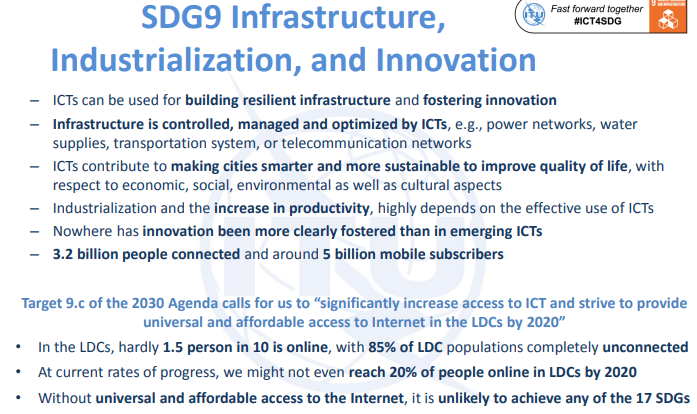 SDG9 Infrastructure,
Industrialization, and Innovation
Fast forward together
#ICT4SDG
9
– ICTs can be used for building resilient infrastructure and fostering innovation
– Infrastructure is controlled, managed and optimized by ICTs, e.g., power networks, water
supplies, transportation system, or telecommunication networks
– ICTs contribute to making cities smarter and more sustainable to improve quality of life, with
respect to economic, social, environmental as well as cultural aspects
– Industrialization and the increase in productivity, highly depends on the effective use of ICTs
– Nowhere has innovation been more clearly fostered than in emerging ICTs
– 3.2 billion people connected and around 5 billion mobile subscribers
ITU
Target 9.c of the 2030 Agenda calls for us to “significantly increase access to ICT and strive to provide
universal and affordable access to Internet in the LDCs by 2020”
• In the LDCs, hardly 1.5 person in 10 is online, with 85% of LDC populations completely unconnected
• At current rates of progress, we might not even reach 20% of people online in LDCs by 2020
• Without universal and affordable access to the Internet, it is unlikely to achieve any of the 17 SDGs